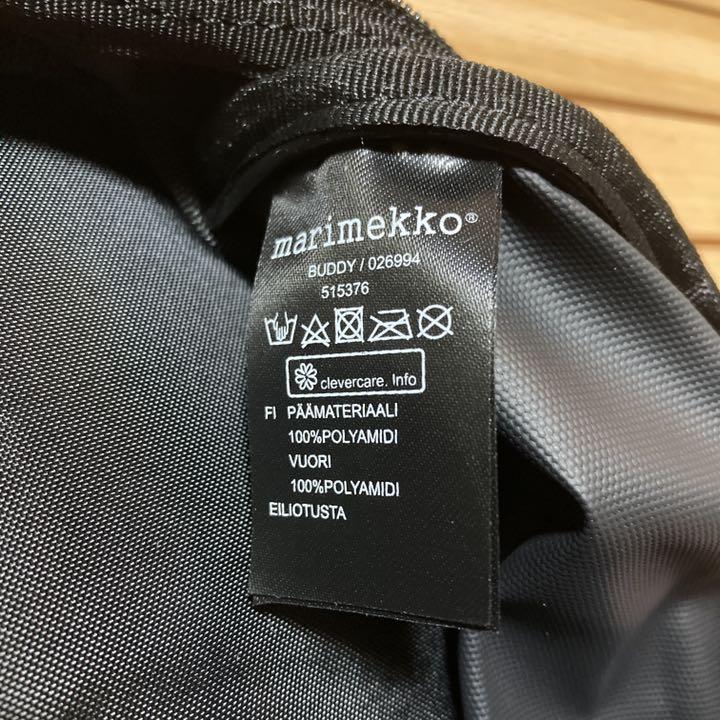 marimekko®
BUDDY / 026994
515376
clevercare. Info
FI PÄÄMATERIAALI
100%POLYAMIDI
VUORI
100%POLYAMIDI
EILIOTUSTA